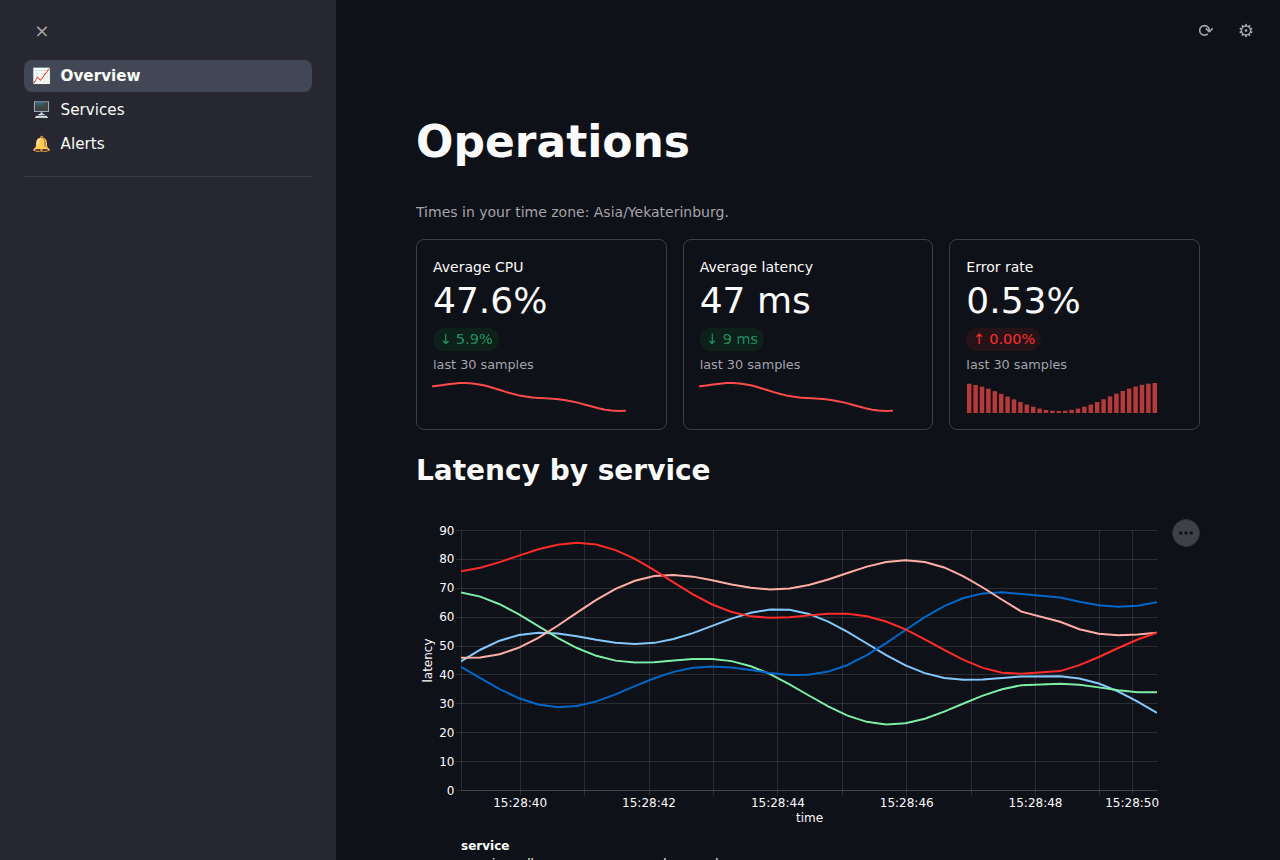 Overview
Services
Alerts
Operations
Times in your time zone: Asia/Yekaterinburg.
Average CPU
47.6%
↓ 5.9%
last 30 samples
Average latency
47 ms
↓ 9 ms
last 30 samples
Error rate
0.53%
↑ 0.00%
last 30 samples
Latency by service
90
80
70
60
50
40
30
20
10
0
latency
15:28:40 15:28:42 15:28:44 15:28:46 15:28:48 15:28:50
time
service